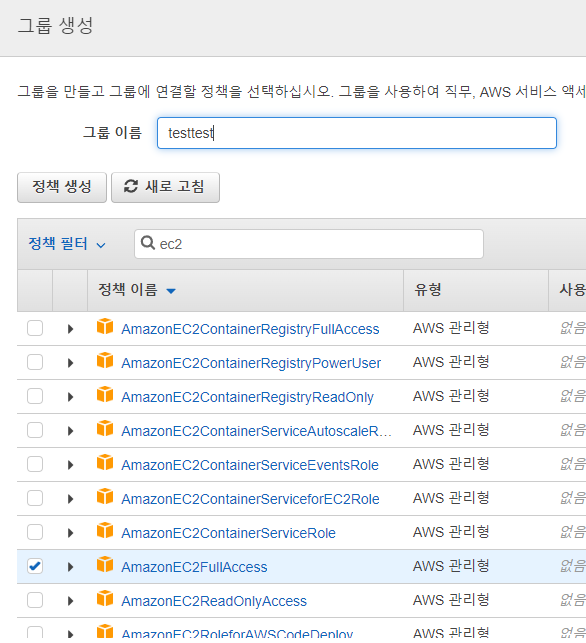 그룹 생성
그룹을 만들고 그룹에 연결할 정책을 선택하십시오. 그룹을 사용하여 직무, AWS 서비스 액세
그룹 이름 testtest
정책 생성 새로 고침
정책 필터 ec2
정책 이름 유형 사용
AmazonEC2ContainerRegistryFullAccess AWS 관리형 없음
AmazonEC2ContainerRegistryPowerUser AWS 관리형 없음
AmazonEC2ContainerRegistryReadOnly AWS 관리형 없음
AmazonEC2ContainerServiceAutoscaleR... AWS 관리형 없음
AmazonEC2ContainerServiceEventsRole AWS 관리형 없음
AmazonEC2ContainerServiceforEC2Role AWS 관리형 없음
AmazonEC2ContainerServiceRole AWS 관리형 없음
AmazonEC2FullAccess AWS 관리형 없음
AmazonEC2ReadOnlyAccess AWS 관리형 없음
AmazonEC2RoleforAWSCodeDeploy AWS 관리형 없음